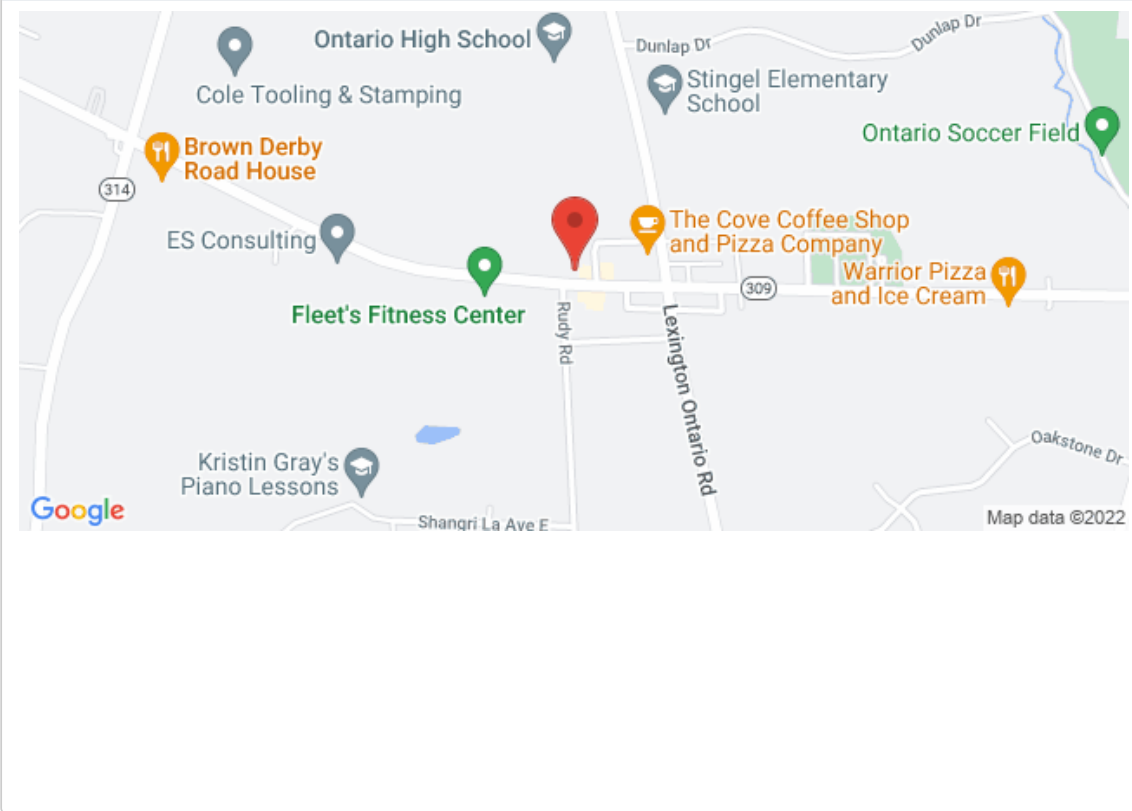 Ontario High School
Dunlap Dr
Dunlap Dr
Cole Tooling & Stamping
Stingel Elementary
School
Ontario Soccer Field
Brown Derby
Road House
314
ES Consulting
The Cove Coffee Shop
and Pizza Company
Warrior Pizza
and Ice Cream
309
Fleet's Fitness Center
Rudy Rd
Lexington Ontario Rd
Oakstone Dr
Kristin Gray's
Piano Lessons
Shangri La Ave E
Google
Map data ©2022